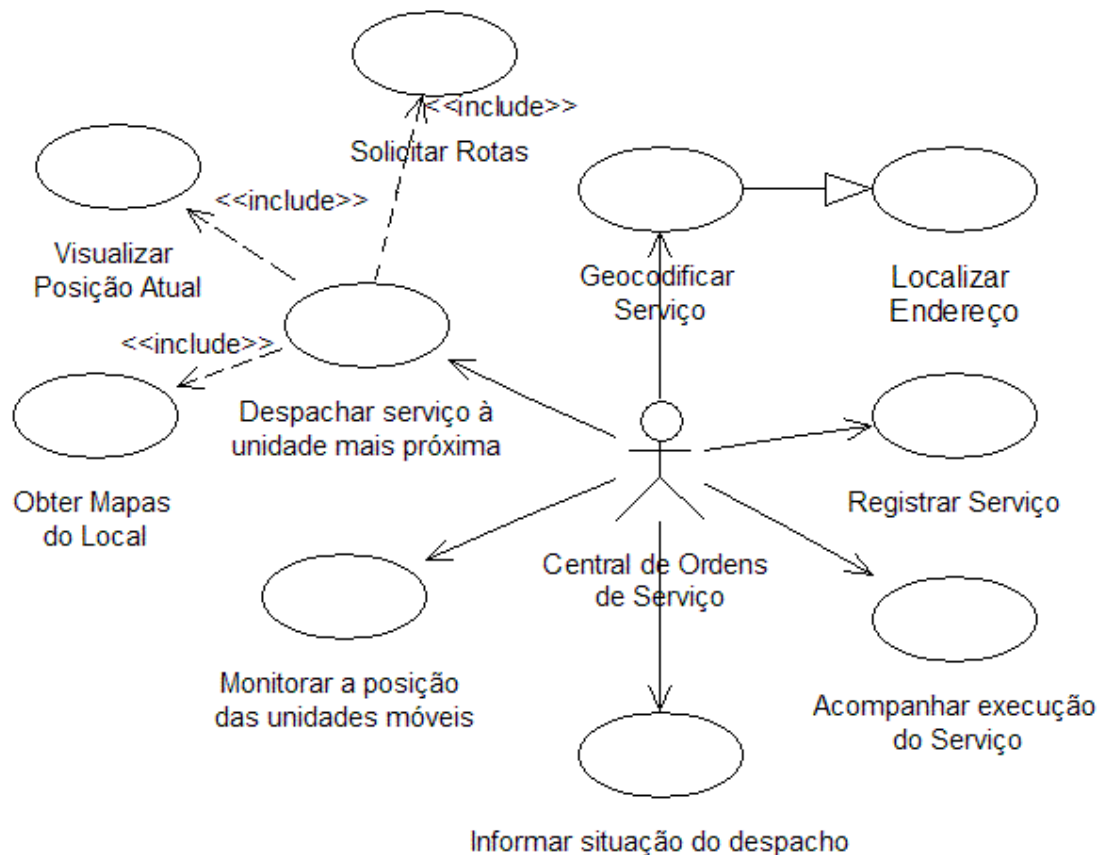 <<include>>
Solicitar Rotas
<<include>>
Visualizar
Posição Atual
Geocodificar
Serviço
Localizar
Endereço
<<include>>
Despachar serviço à
unidade mais próxima
Obter Mapas
do Local
Registrar Serviço
Central de Ordens
de Serviço
Monitorar a posição
das unidades móveis
Acompanhar execução
do Serviço
Informar situação do despacho